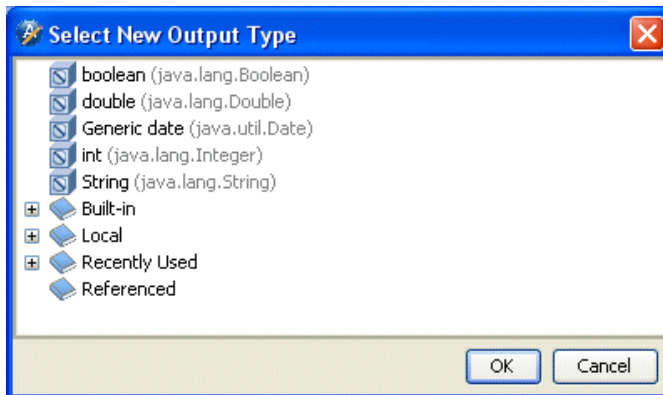 Select New Output Type
boolean (java.lang.Boolean)
double (java.lang.Double)
Generic date (java.util.Date)
int (java.lang.Integer)
String (java.lang.String)
Built-in
Local
Recently Used
Referenced
OK
Cancel